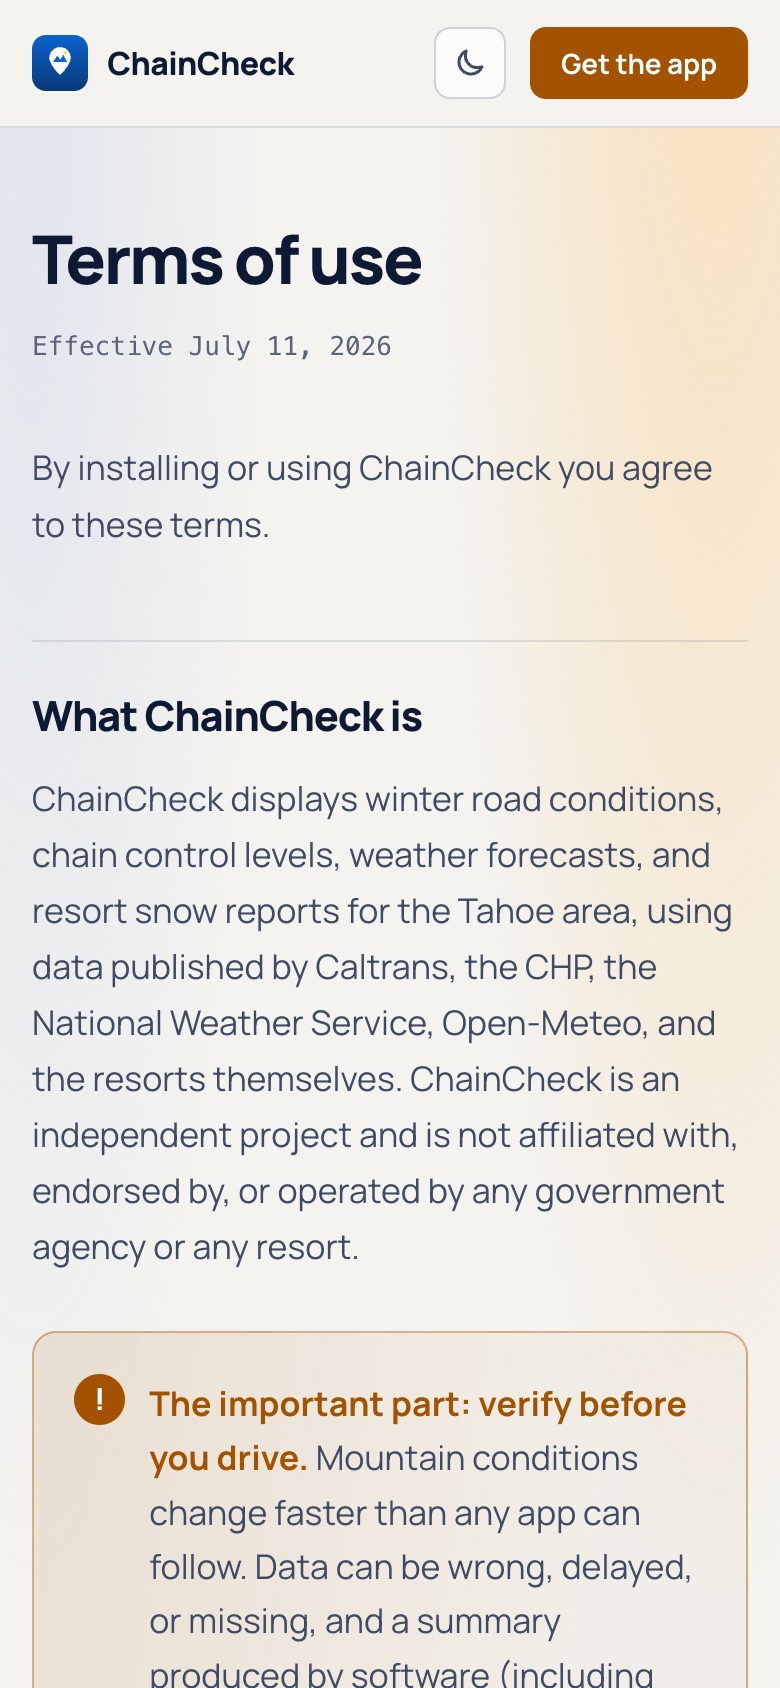 ChainCheck
Get the app
Terms of use
Effective July 11, 2026
By installing or using ChainCheck you agree
to these terms.
What ChainCheck is
ChainCheck displays winter road conditions,
chain control levels, weather forecasts, and
resort snow reports for the Tahoe area, using
data published by Caltrans, the CHP, the
National Weather Service, Open-Meteo, and
the resorts themselves. ChainCheck is an
independent project and is not affiliated with,
endorsed by, or operated by any government
agency or any resort.
!
The important part: verify before
you drive. Mountain conditions
change faster than any app can
follow. Data can be wrong, delayed,
or missing, and a summary
produced by software (including